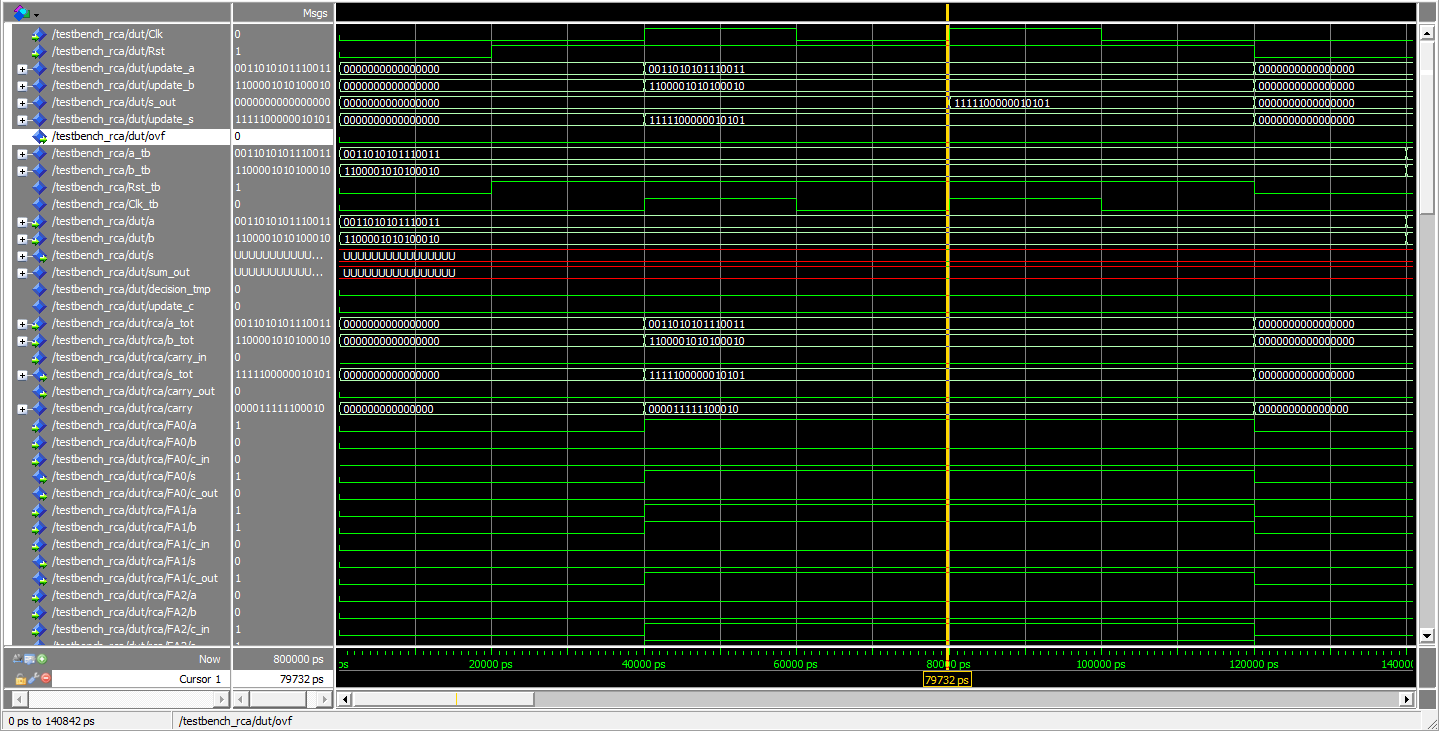 Msgs
/testbench_rca/dut/Clk 0
/testbench_rca/dut/Rst 1
/testbench_rca/dut/update_a 0011010101110011 0000000000000000 0011010101110011 0000000000000000
/testbench_rca/dut/update_b 1100001010100010 0000000000000000 1100001010100010 0000000000000000
/testbench_rca/dut/s_out 0000000000000000 0000000000000000 1111100000010101 0000000000000000
/testbench_rca/dut/update_s 1111100000010101 0000000000000000 1111100000010101 0000000000000000
/testbench_rca/dut/ovf 0
/testbench_rca/a_tb 0011010101110011 0011010101110011
/testbench_rca/b_tb 1100001010100010 1100001010100010
/testbench_rca/Rst_tb 1
/testbench_rca/Clk_tb 0
/testbench_rca/dut/a 0011010101110011 0011010101110011
/testbench_rca/dut/b 1100001010100010 1100001010100010
/testbench_rca/dut/s UUUUUUUUUUU... UUUUUUUUUUUUUUUU
/testbench_rca/dut/sum_out UUUUUUUUUUU... UUUUUUUUUUUUUUUU
/testbench_rca/dut/decision_tmp 0
/testbench_rca/dut/update_c 0
/testbench_rca/dut/rca/a_tot 0011010101110011 0000000000000000 0011010101110011 0000000000000000
/testbench_rca/dut/rca/b_tot 1100001010100010 0000000000000000 1100001010100010 0000000000000000
/testbench_rca/dut/rca/carry_in 0
/testbench_rca/dut/rca/s_tot 1111100000010101 0000000000000000 1111100000010101 0000000000000000
/testbench_rca/dut/rca/carry_out 0
/testbench_rca/dut/rca/carry 000011111100010 000000000000000 000011111100010 000000000000000
/testbench_rca/dut/rca/FA0/a 1
/testbench_rca/dut/rca/FA0/b 0
/testbench_rca/dut/rca/FA0/c_in 0
/testbench_rca/dut/rca/FA0/s 1
/testbench_rca/dut/rca/FA0/c_out 0
/testbench_rca/dut/rca/FA1/a 1
/testbench_rca/dut/rca/FA1/b 1
/testbench_rca/dut/rca/FA1/c_in 0
/testbench_rca/dut/rca/FA1/s 0
/testbench_rca/dut/rca/FA1/c_out 1
/testbench_rca/dut/rca/FA2/a 0
/testbench_rca/dut/rca/FA2/b 0
/testbench_rca/dut/rca/FA2/c_in 1
Now 800000 ps ps 20000 ps 40000 ps 60000 ps 80000 ps 100000 ps 120000 ps 140000
Cursor 1 79732 ps 79732 ps
0 ps to 140842 ps /testbench_rca/dut/ovf